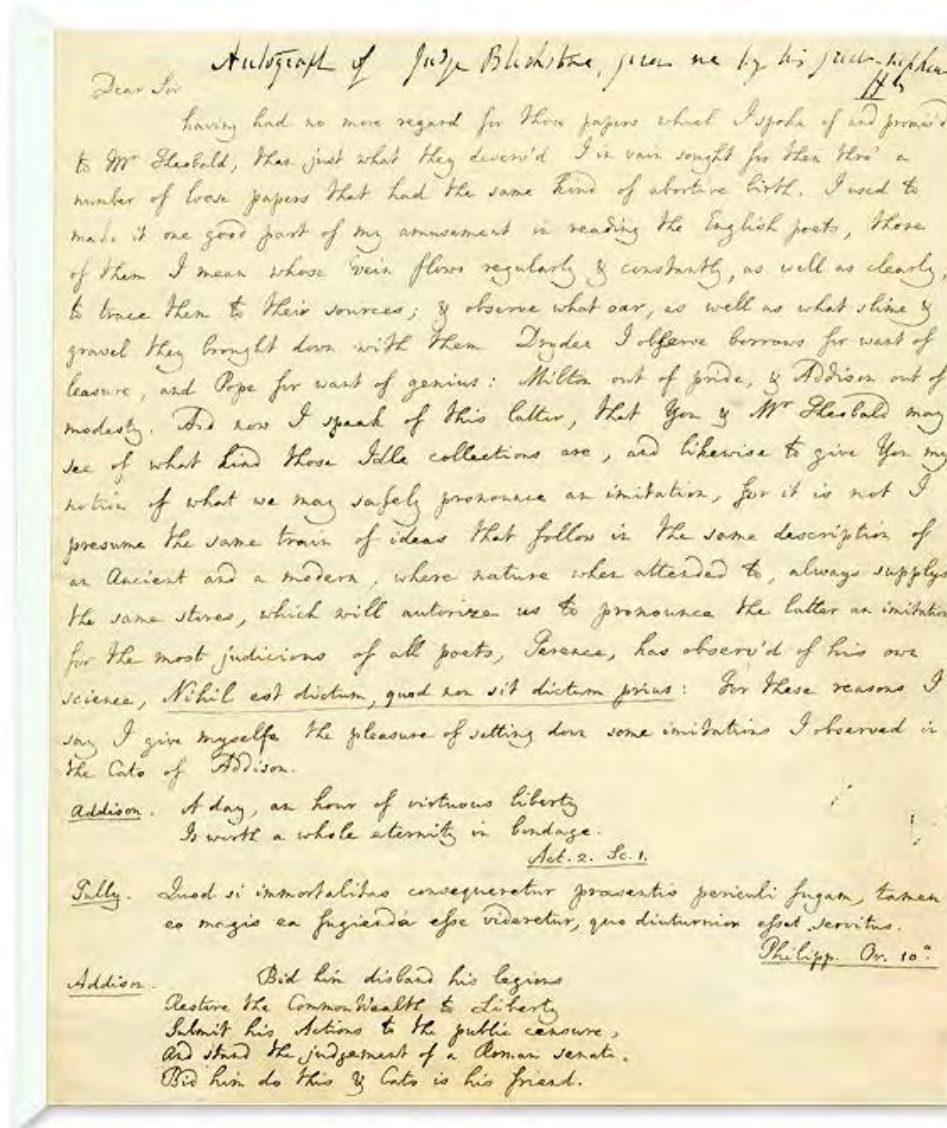 Autograph of Judge Blackstone, given me by his great-nephew
Dear Sir
having had no more regard for those papers which I spoke of and promis'd
to Mr Theobald, than just what they deserv'd I in vain sought for them thro' a
number of loose papers that had the same kind of abortive birth. I used to
make it one good part of my amusement in reading the English poets, those
of them I mean whose vein flows regularly & constantly, as well as clearly,
to trace them to their sources; & observe what oar, as well as what slime &
gravel they brought down with them Dryden I observe borrows for want of
leasure, and Pope for want of genius: Milton out of pride, & Addison out of
modesty. And now I speak of this latter, that You & Mr Theobald may
see of what kind those Idle collections are, and likewise to give You my
notion of what we may safely pronounce an imitation, for it is not I
presume the same train of ideas that follow in the same description of
an Ancient and a modern, where nature when attended to, always supplys
the same stores, which will autorize us to pronounce the latter an imitation
for the most judicious of all poets, Terence, has observ'd of his own
science, Nihil est dictum, quod non sit dictum prius: For these reasons I
say I give myselfe the pleasure of setting down some imitations I observed in
the Cato of Addison.
Addison. A day, an hour of virtuous liberty
Is worth a whole eternity in bondage.
Act. 2. Sc. 1.
Tully. Quod si immortalitas consequeretur præsentis periculi fugam, tamen
eo magis ea fugienda esse videretur, quo diuturnior esset servitus.
Philipp. Or. 10a
Addison. Bid him disband his legions
Restore the CommonWealth to Liberty
Submit his Actions to the public censure,
And stand the judgement of a Roman senate.
Bid him do this & Cato is his friend.